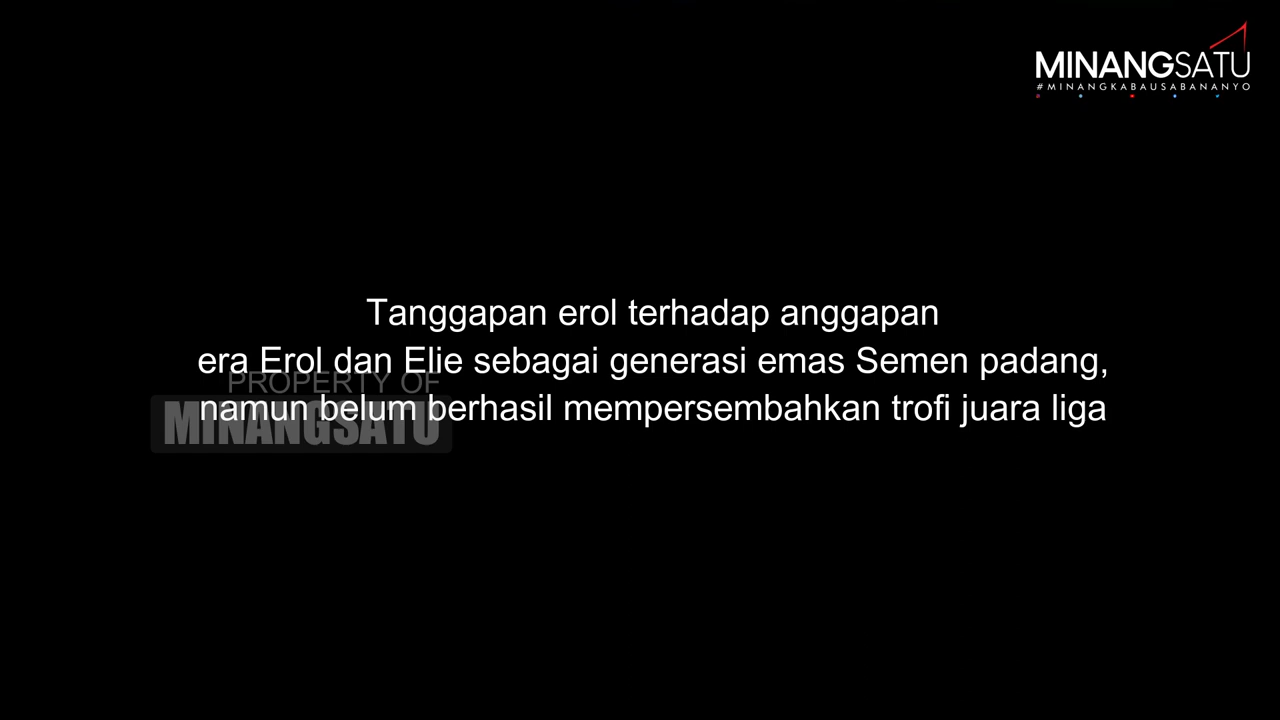 MINANGSATU
#MINANGKABAUSABANANYO
Tanggapan erol terhadap anggapan
era Erol dan Elie sebagai generasi emas Semen padang,
namun belum berhasil mempersembahkan trofi juara liga
PROPERTY OF
MINANGSATU